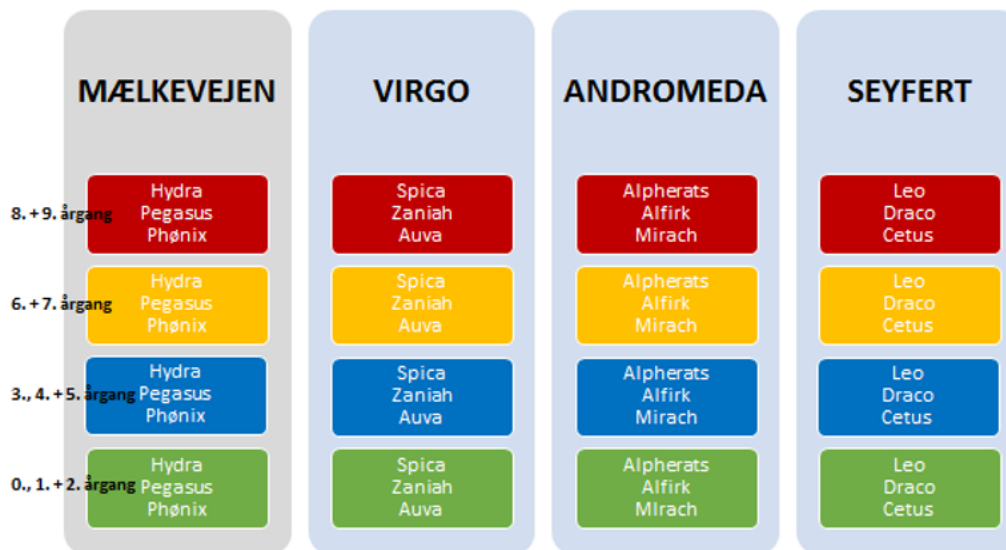 MÆLKEVEJEN
VIRGO
ANDROMEDA
SEYFERT
8. + 9. årgang
Hydra
Pegasus
Phønix
Spica
Zaniah
Auva
Alpherats
Alfirk
Mirach
Leo
Draco
Cetus
6. + 7. årgang
Hydra
Pegasus
Phønix
Spica
Zaniah
Auva
Alpherats
Alfirk
Mirach
Leo
Draco
Cetus
3., 4. + 5. årgang
Hydra
Pegasus
Phønix
Spica
Zaniah
Auva
Alpherats
Alfirk
Mirach
Leo
Draco
Cetus
0., 1. + 2. årgang
Hydra
Pegasus
Phønix
Spica
Zaniah
Auva
Alpherats
Alfirk
MIrach
Leo
Draco
Cetus